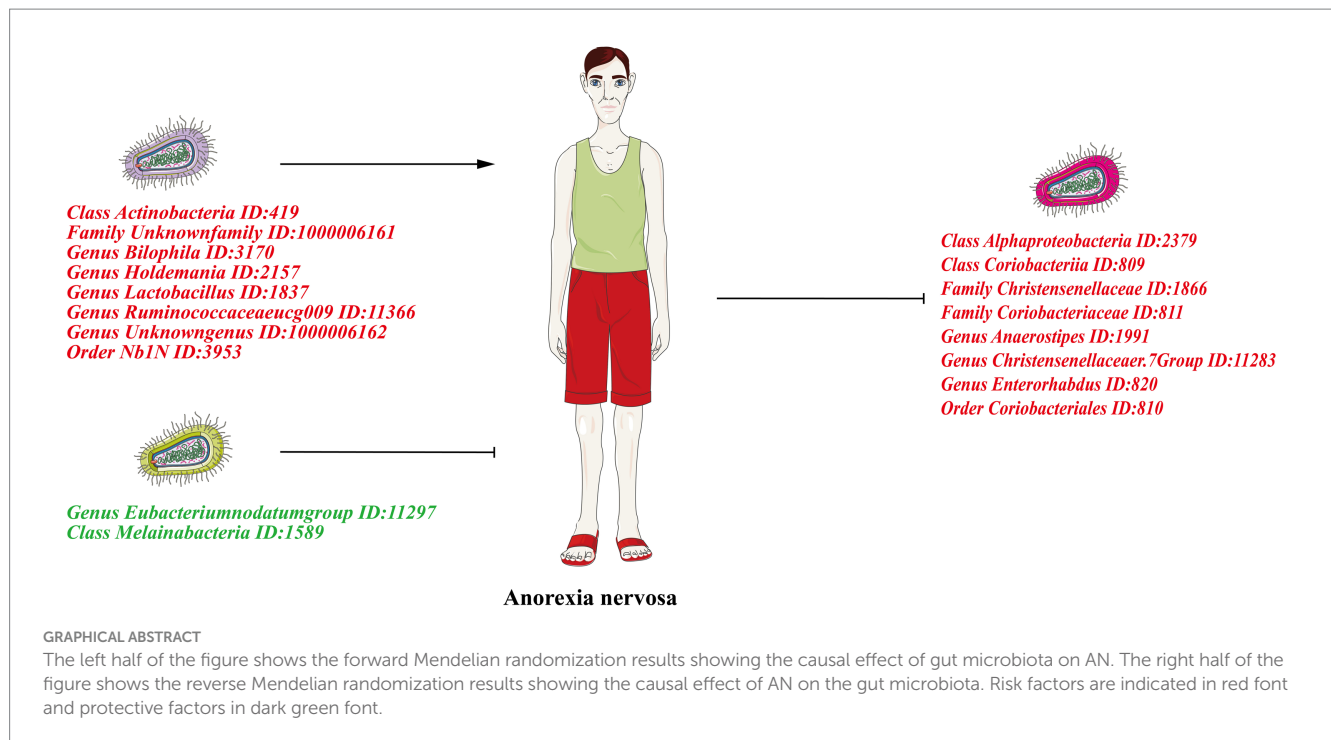 Class Actinobacteria ID:419
Family Unknownfamily ID:1000006161
Genus Bilophila ID:3170
Genus Holdemania ID:2157
Genus Lactobacillus ID:1837
Genus Ruminococcaceaeucg009 ID:11366
Genus Unknowngenus ID:1000006162
Order Nb1N ID:3953
Genus Eubacteriumnodatumgroup ID:11297
Class Melainabacteria ID:1589
Anorexia nervosa
Class Alphaproteobacteria ID:2379
Class Coriobacteriia ID:809
Family Christensenellaceae ID:1866
Family Coriobacteriaceae ID:811
Genus Anaerostipes ID:1991
Genus Christensenellaceaer.7Group ID:11283
Genus Enterorhabdus ID:820
Order Coriobacteriales ID:810
GRAPHICAL ABSTRACT
The left half of the figure shows the forward Mendelian randomization results showing the causal effect of gut microbiota on AN. The right half of the
figure shows the reverse Mendelian randomization results showing the causal effect of AN on the gut microbiota. Risk factors are indicated in red font
and protective factors in dark green font.